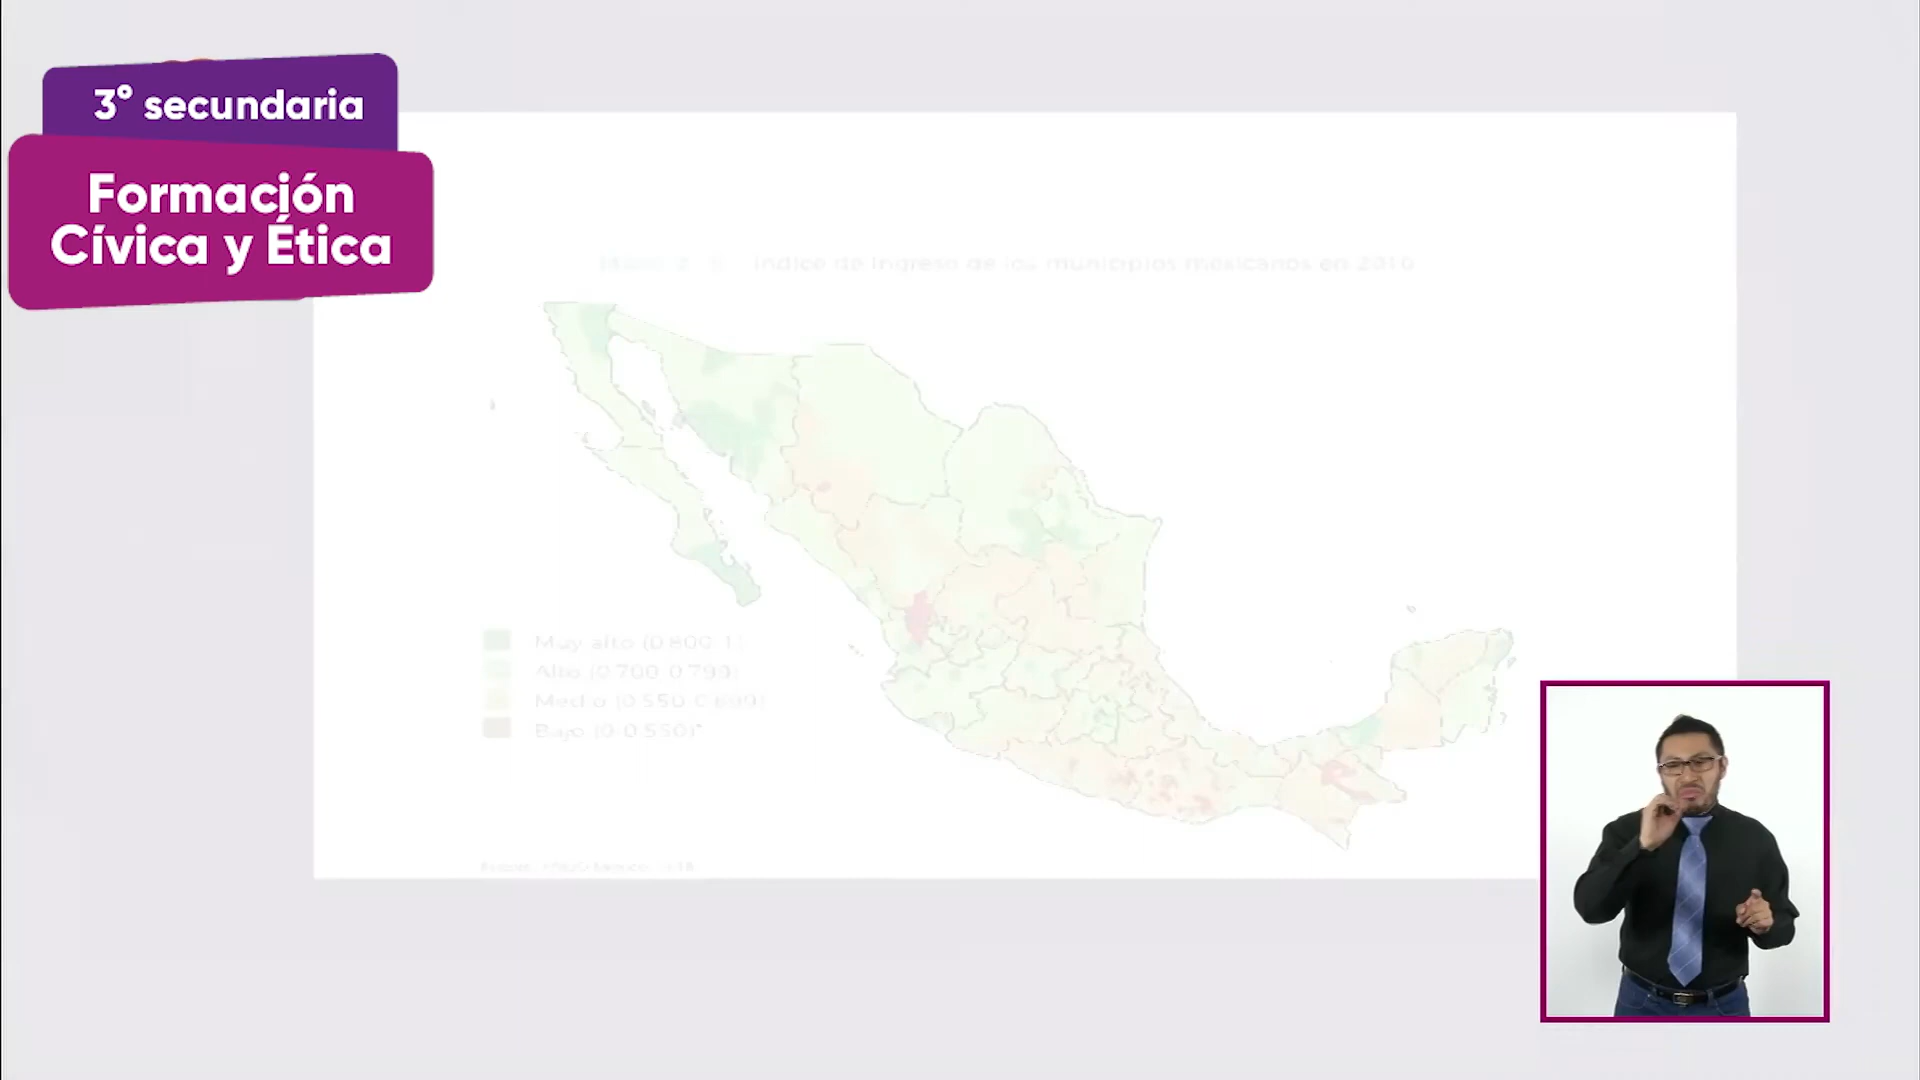 3° secundaria
Formación
Cívica y Ética
Índice de ingreso de los municipios mexicanos en 2010
Muy alto (0.800-1)
Alto (0.700-0.799)
Medio (0.550-0.699)
Bajo (0-0.550)*